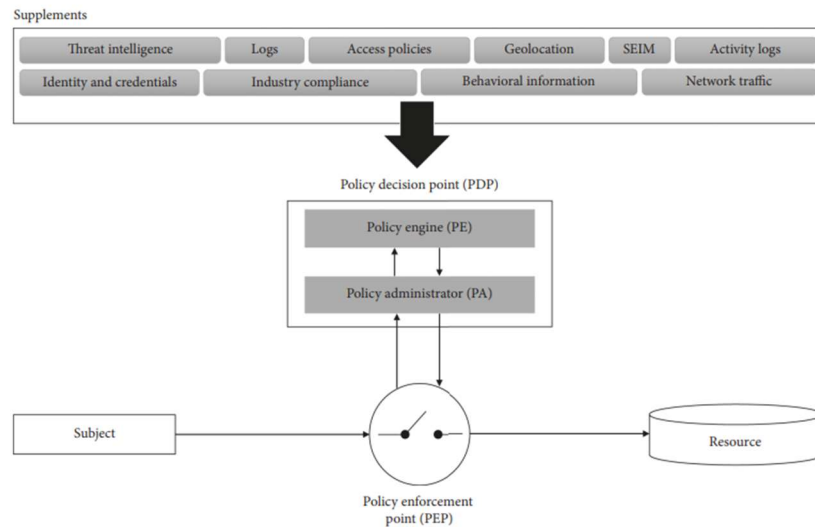 Supplements
Threat intelligence
Logs
Access policies
Geolocation
SEIM
Activity logs
Identity and credentials
Industry compliance
Behavioral information
Network traffic
Policy decision point (PDP)
Policy engine (PE)
Policy administrator (PA)
Subject
Resource
Policy enforcement
point (PEP)